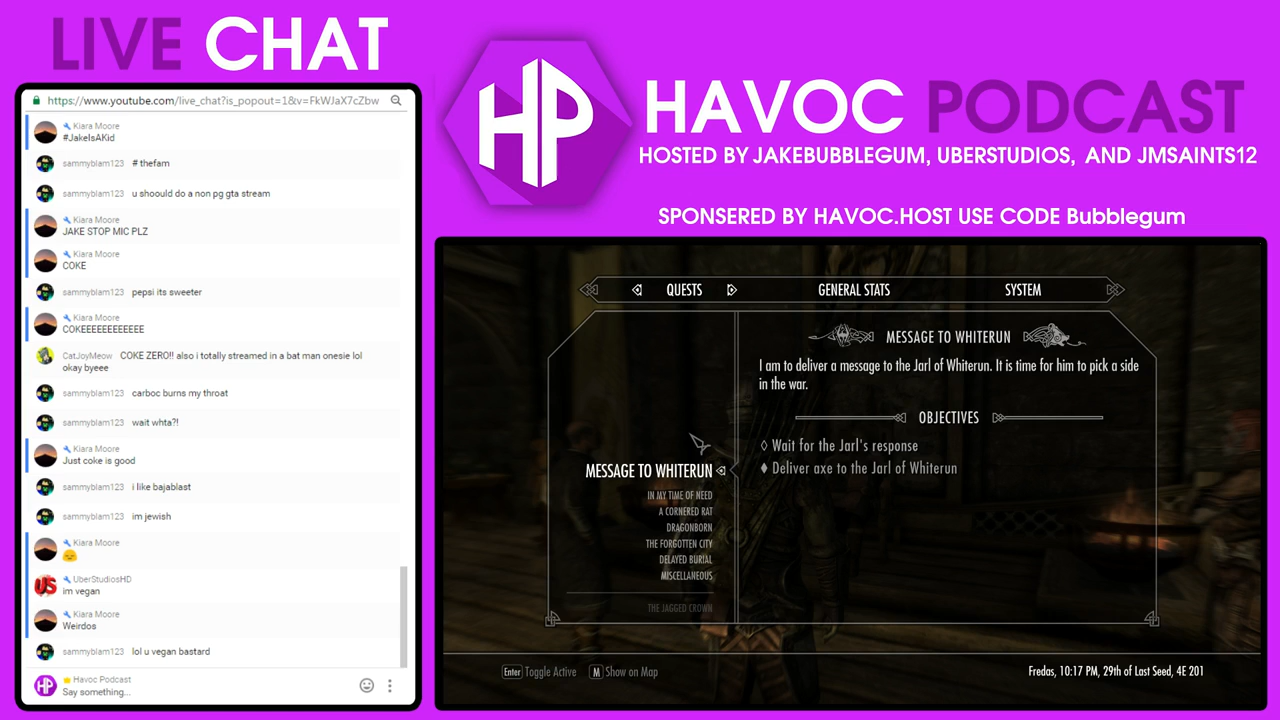 LIVE CHAT
https://www.youtube.com/live_chat?is_popout=1&v=FkWJaX7cZbw
Kiara Moore
#JakeIsAKid
sammyblam123 # thefam
sammyblam123 u shoould do a non pg gta stream
Kiara Moore
JAKE STOP MIC PLZ
Kiara Moore
COKE
sammyblam123 pepsi its sweeter
Kiara Moore
COKEEEEEEEEEEEE
CatJoyMeow COKE ZERO!! also i totally streamed in a bat man onesie lol
okay byeee
sammyblam123 carboc burns my throat
sammyblam123 wait whta?!
Kiara Moore
Just coke is good
sammyblam123 i like bajablast
sammyblam123 im jewish
Kiara Moore
US
UberStudiosHD
im vegan
Kiara Moore
Weirdos
sammyblam123 lol u vegan bastard
HP
Havoc Podcast
Say something...
HP
HAVOC PODCAST
HOSTED BY JAKEBUBBLEGUM, UBERSTUDIOS, AND JMSAINTS12
SPONSERED BY HAVOC.HOST USE CODE Bubblegum
QUESTS GENERAL STATS SYSTEM
MESSAGE TO WHITERUN
IN MY TIME OF NEED
A CORNERED RAT
DRAGONBORN
THE FORGOTTEN CITY
DELAYED BURIAL
MISCELLANEOUS
THE JAGGED CROWN
MESSAGE TO WHITERUN
I am to deliver a message to the Jarl of Whiterun. It is time for him to pick a side
in the war.
OBJECTIVES
Wait for the Jarl's response
Deliver axe to the Jarl of Whiterun
Enter Toggle Active M Show on Map
Fredas, 10:17 PM, 29th of Last Seed, 4E 201